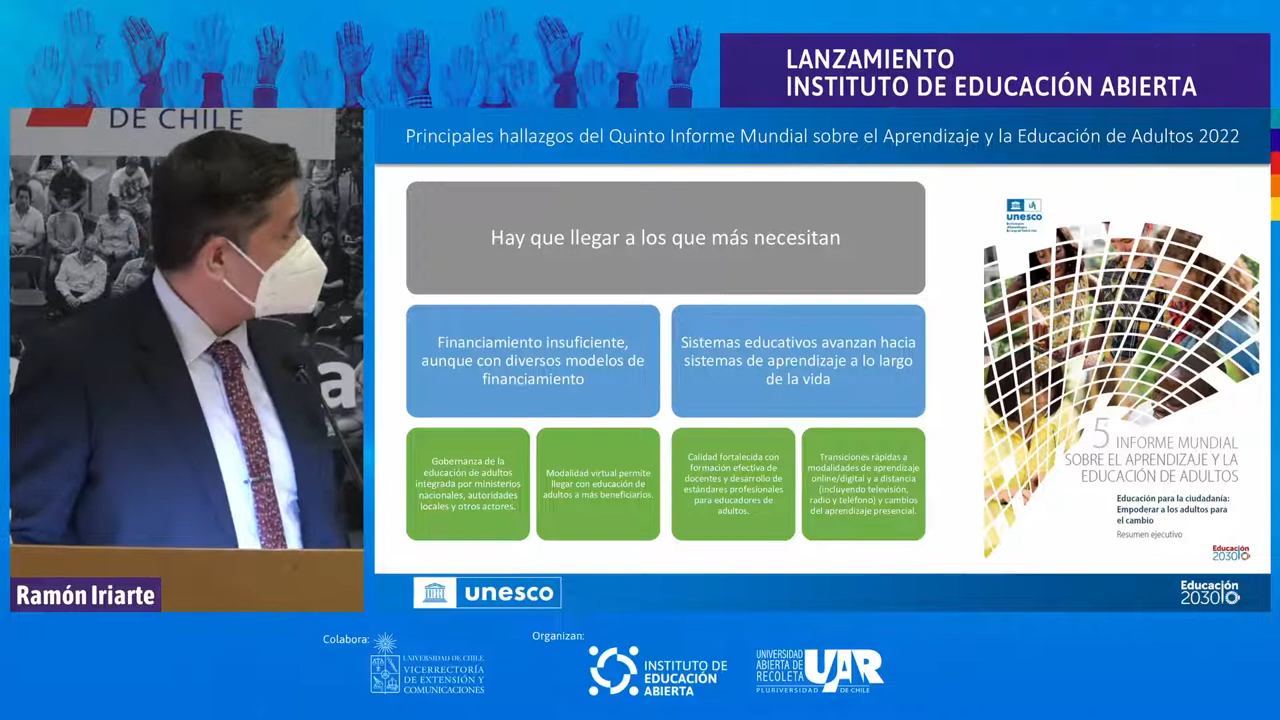 LANZAMIENTO
INSTITUTO DE EDUCACIÓN ABIERTA
DE CHILE
Principales hallazgos del Quinto Informe Mundial sobre el Aprendizaje y la Educación de Adultos 2022
Hay que llegar a los que más necesitan
Financiamiento insuficiente,
aunque con diversos modelos de
financiamiento
Sistemas educativos avanzan hacia
sistemas de aprendizaje a lo largo
de la vida
Gobernanza de la
educación de adultos
integrada por ministerios
nacionales, autoridades
locales y otros actores.
Modalidad virtual permite
llegar con educación de
adultos a más beneficiarios.
Calidad fortalecida con
formación efectiva de
docentes y desarrollo de
estándares profesionales
para educadores de
adultos.
Transiciones rápidas a
modalidades de aprendizaje
online/digital y a distancia
(incluyendo televisión,
radio y teléfono) y cambios
del aprendizaje presencial.
unesco
5 INFORME MUNDIAL
SOBRE EL APRENDIZAJE Y LA
EDUCACIÓN DE ADULTOS
Educación para la ciudadanía:
Empoderar a los adultos para
el cambio
Resumen ejecutivo
Educación
2030
a
Ramón Iriarte
unesco
Educación
2030
Colabora:
UNIVERSIDAD DE CHILE
VICERRECTORÍA
DE EXTENSIÓN Y
COMUNICACIONES
Organizan:
INSTITUTO DE
EDUCACIÓN
ABIERTA
UNIVERSIDAD
ABIERTA DE
RECOLETA
UAR
PLURIVERSIDAD DE CHILE